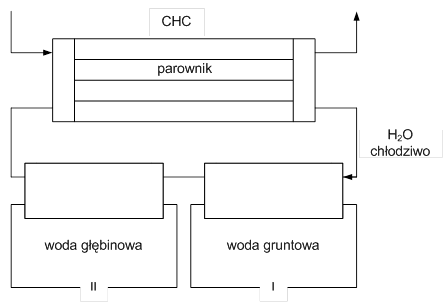 CHC
parownik
H₂O
chłodziwo
woda głębinowa
woda gruntowa
II
I